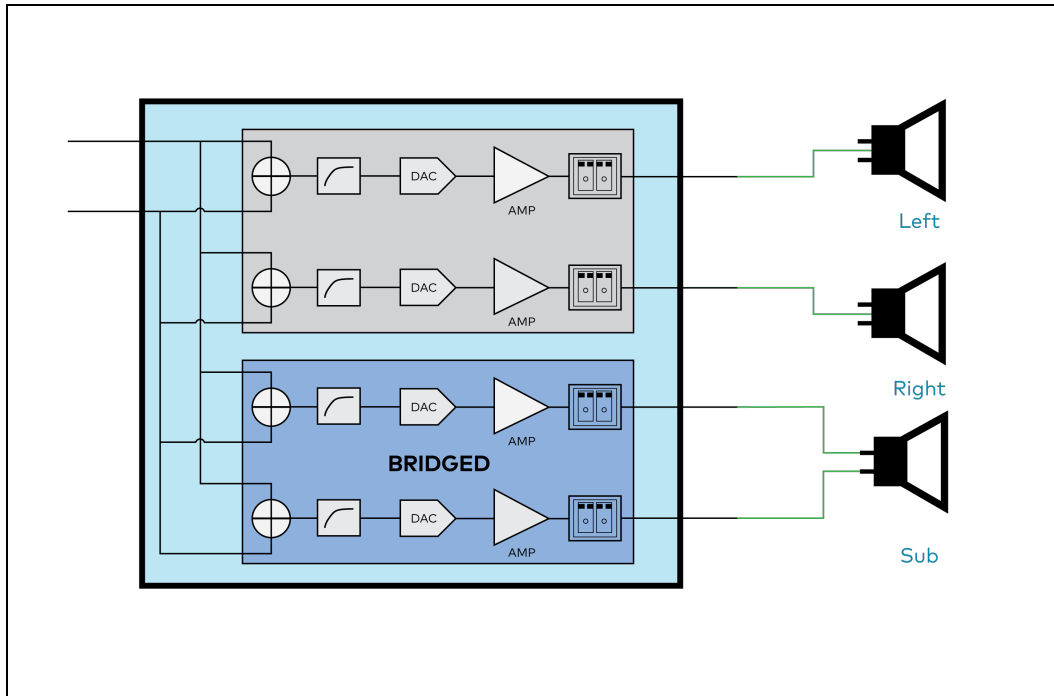 DAC
AMP
Left
DAC
AMP
Right
DAC
AMP
BRIDGED
DAC
AMP
Sub